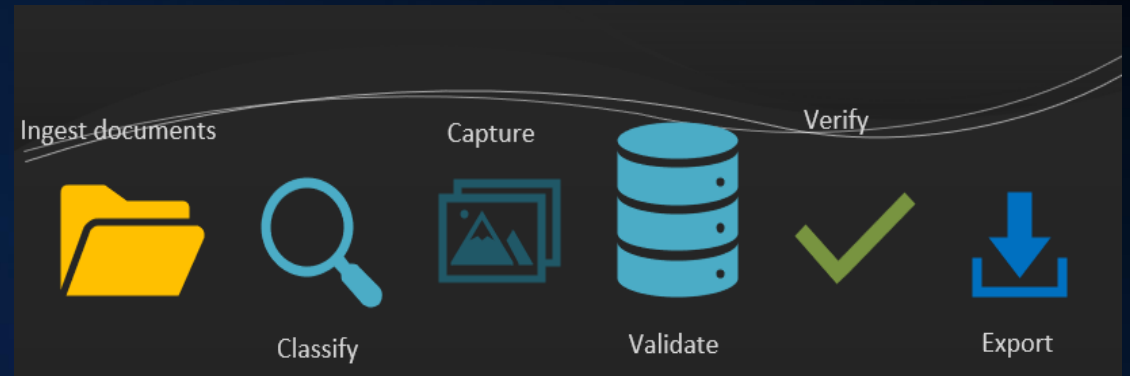 Ingest documents
Classify
Capture
Validate
Verify
Export